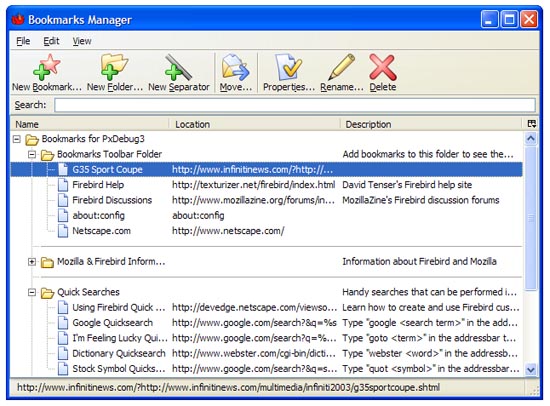 Bookmarks Manager
File Edit View
New Bookmark... New Folder... New Separator Move... Properties... Rename... Delete
Search:
Name Location Description
Bookmarks for PxDebug3
Bookmarks Toolbar Folder Add bookmarks to this folder to see the...
G35 Sport Coupe http://www.infinitinews.com/?http://...
Firebird Help http://texturizer.net/firebird/index.html David Tenser's Firebird help site
Firebird Discussions http://www.mozillazine.org/forums/in... MozillaZine's Firebird discussion forums
about:config about:config
Netscape.com http://www.netscape.com/
Mozilla & Firebird Inform... Information about Firebird and Mozilla
Quick Searches Handy searches that can be performed i...
Using Firebird Quick ... http://devedge.netscape.com/viewso... Learn how to create and use Firebird cus...
Google Quicksearch http://www.google.com/search?&q=%s Type "google <search term>" in the addr...
I'm Feeling Lucky Qui... http://www.google.com/search?q=%... Type "goto <term>" in the addressbar t...
Dictionary Quicksearch http://www.webster.com/cgi-bin/dicti... Type "webster <word>" in the addressb...
Stock Symbol Quicks... http://www.google.com/search?q=st... Type "quot <symbol>" in the addressbar...
http://www.infinitinews.com/?http://www.infinitinews.com/multimedia/infiniti2003/g35sportcoupe.shtml